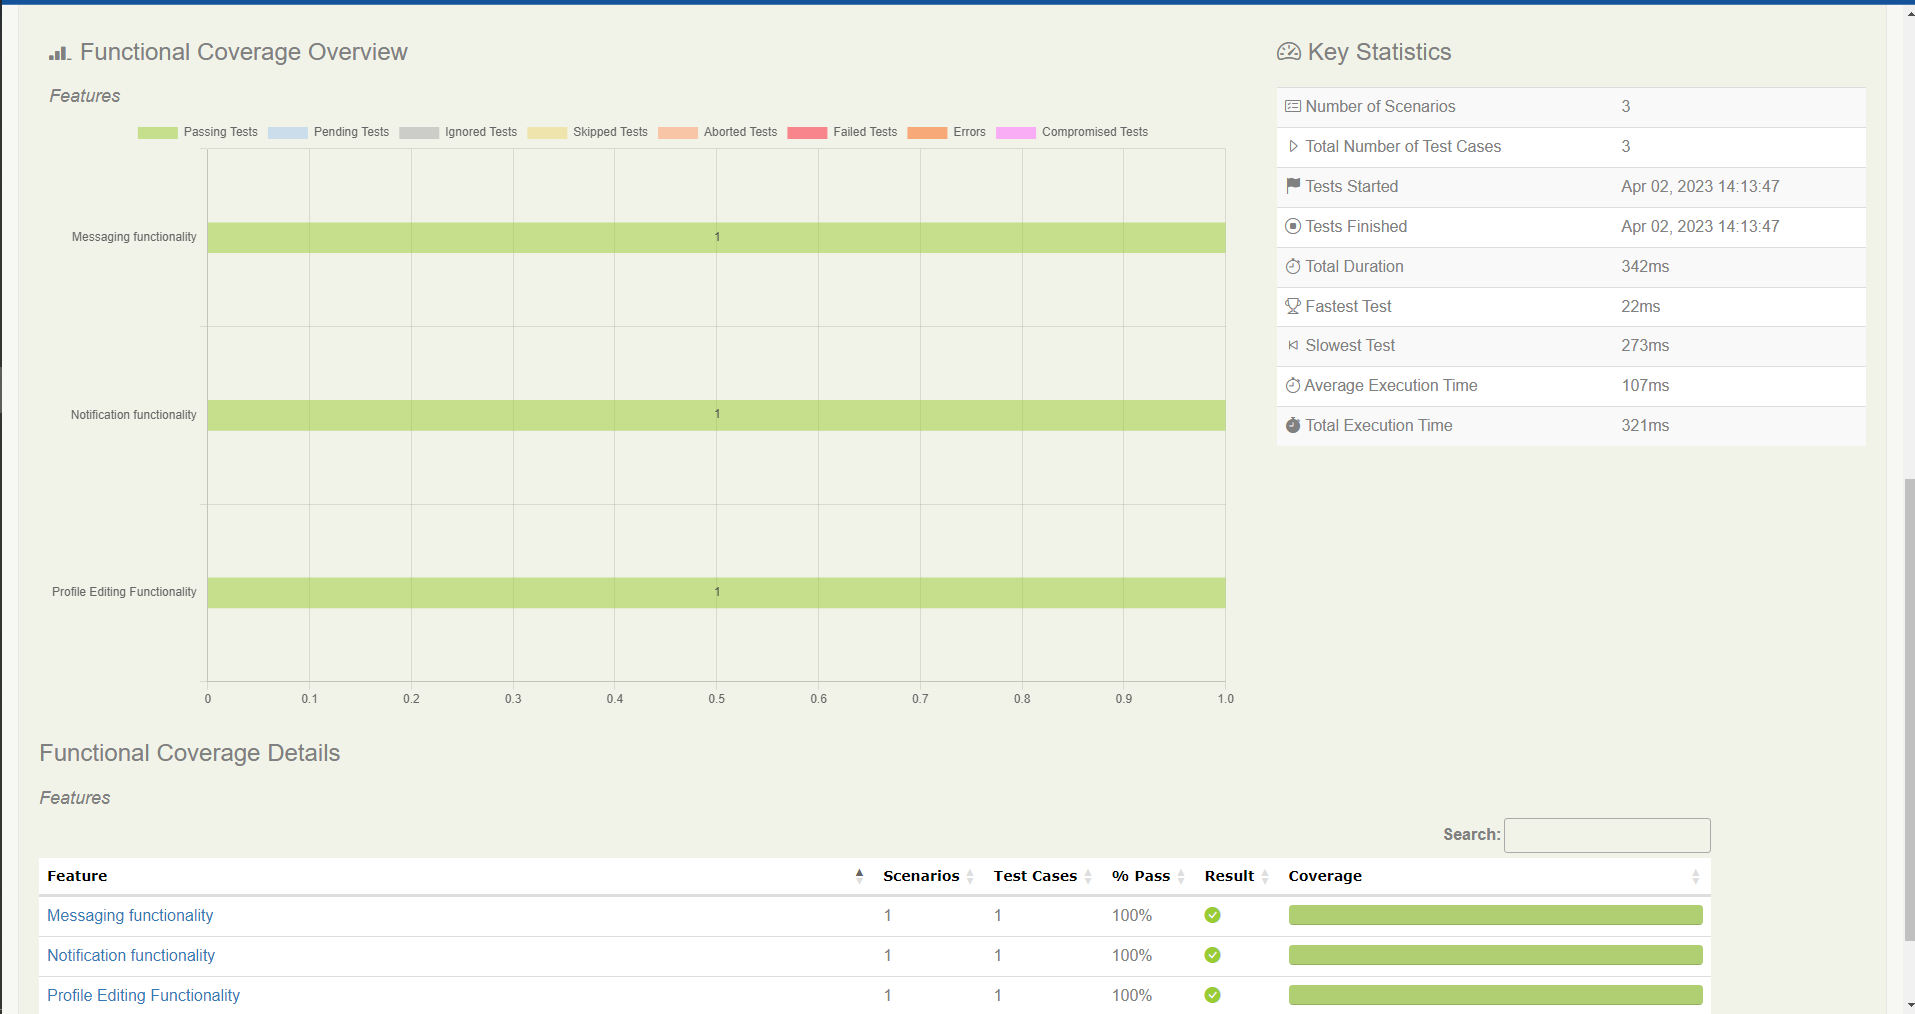 Functional Coverage Overview
Features
Passing Tests Pending Tests Ignored Tests Skipped Tests Aborted Tests Failed Tests Errors Compromised Tests
Messaging functionality 1
Notification functionality 1
Profile Editing Functionality 1
0 0.1 0.2 0.3 0.4 0.5 0.6 0.7 0.8 0.9 1.0
Key Statistics
Number of Scenarios 3
Total Number of Test Cases 3
Tests Started Apr 02, 2023 14:13:47
Tests Finished Apr 02, 2023 14:13:47
Total Duration 342ms
Fastest Test 22ms
Slowest Test 273ms
Average Execution Time 107ms
Total Execution Time 321ms
Functional Coverage Details
Features
Search:
Feature Scenarios Test Cases % Pass Result Coverage
Messaging functionality 1 1 100%
Notification functionality 1 1 100%
Profile Editing Functionality 1 1 100%